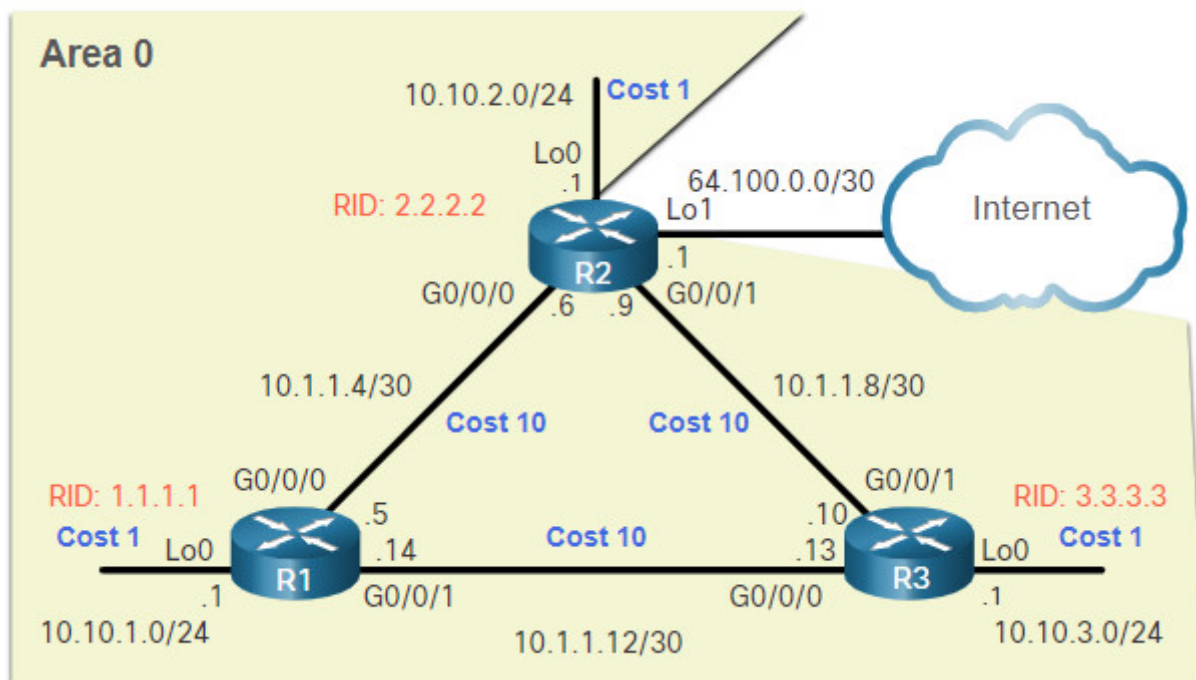 Area 0
10.10.2.0/24
Cost 1
Lo0
.1
64.100.0.0/30
Internet
RID: 2.2.2.2
Lo1
R2
.1
G0/0/0
.6
.9
G0/0/1
10.1.1.4/30
10.1.1.8/30
Cost 10
Cost 10
RID: 1.1.1.1
G0/0/0
G0/0/1
RID: 3.3.3.3
Cost 1
Lo0
.5
.14
Cost 10
.10
.13
Lo0
Cost 1
R1
R3
.1
G0/0/1
G0/0/0
.1
10.10.1.0/24
10.1.1.12/30
10.10.3.0/24